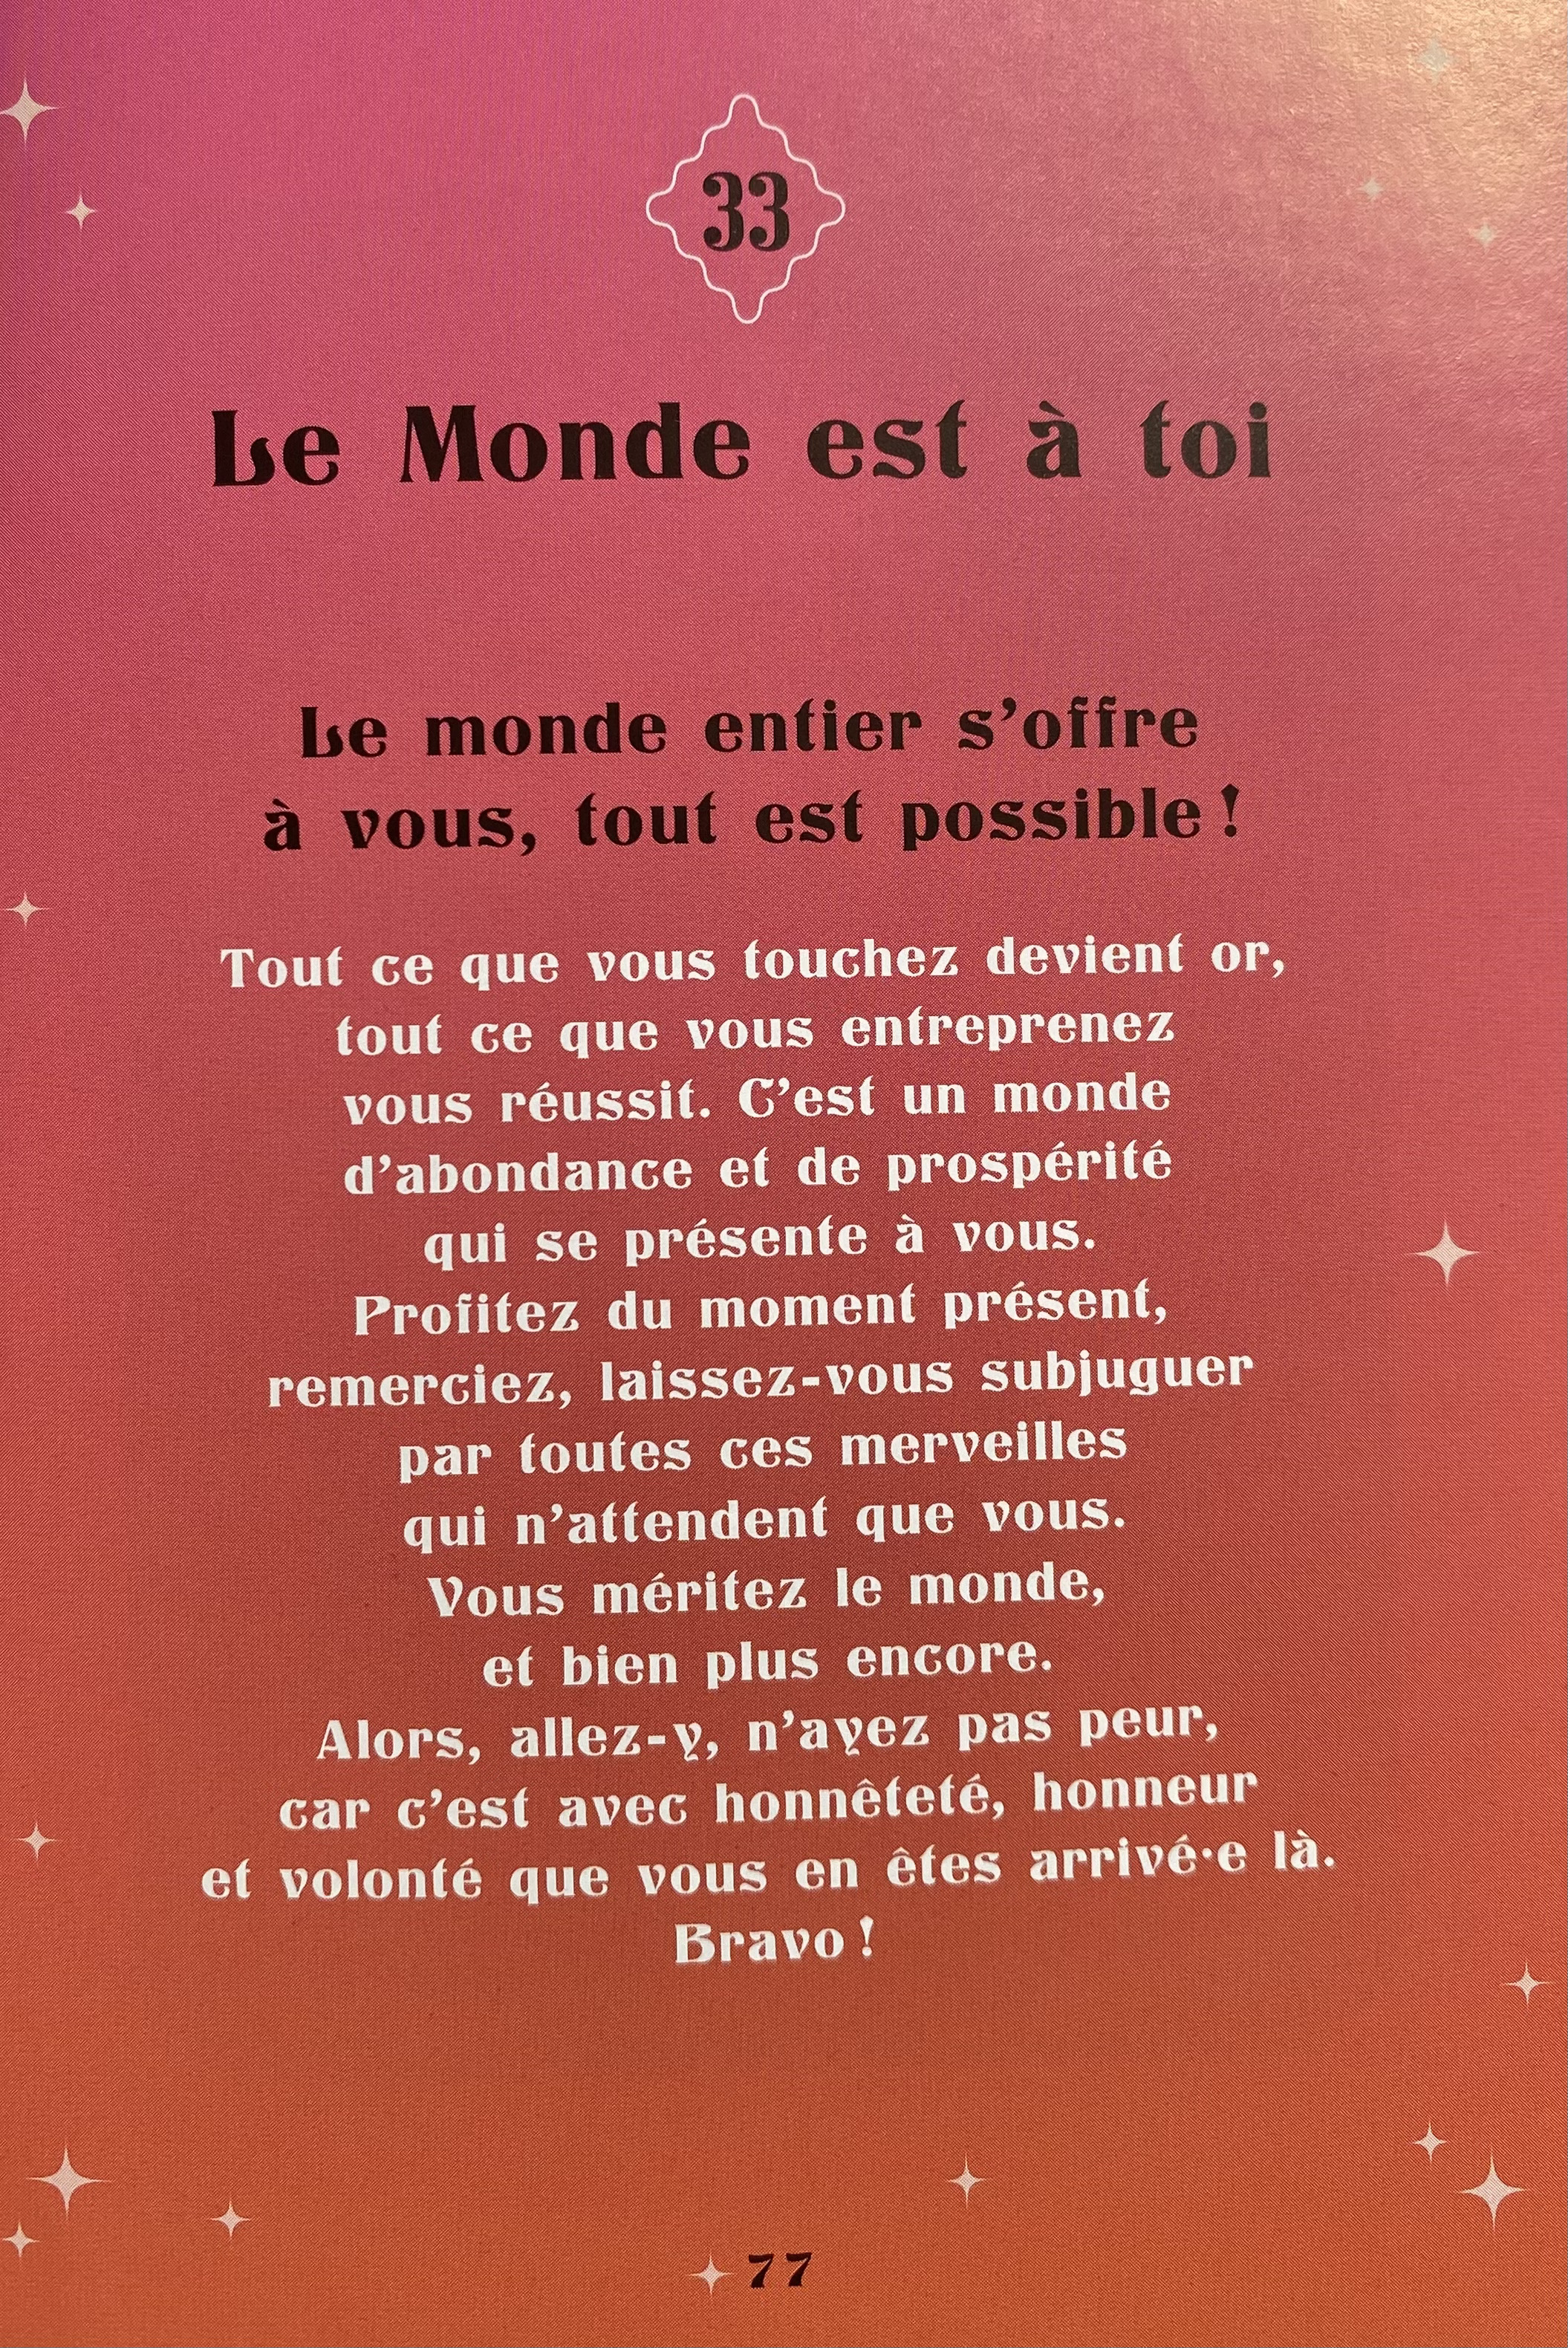 33
Le Monde est à toi
Le monde entier s’offre
à vous, tout est possible !
Tout ce que vous touchez devient or,
tout ce que vous entreprenez
vous réussit. C’est un monde
d’abondance et de prospérité
qui se présente à vous.
Profitez du moment présent,
remerciez, laissez-vous subjuguer
par toutes ces merveilles
qui n’attendent que vous.
Vous méritez le monde,
et bien plus encore.
Alors, allez-y, n’ayez pas peur,
car c’est avec honnêteté, honneur
et volonté que vous en êtes arrivé·e là.
Bravo !
77